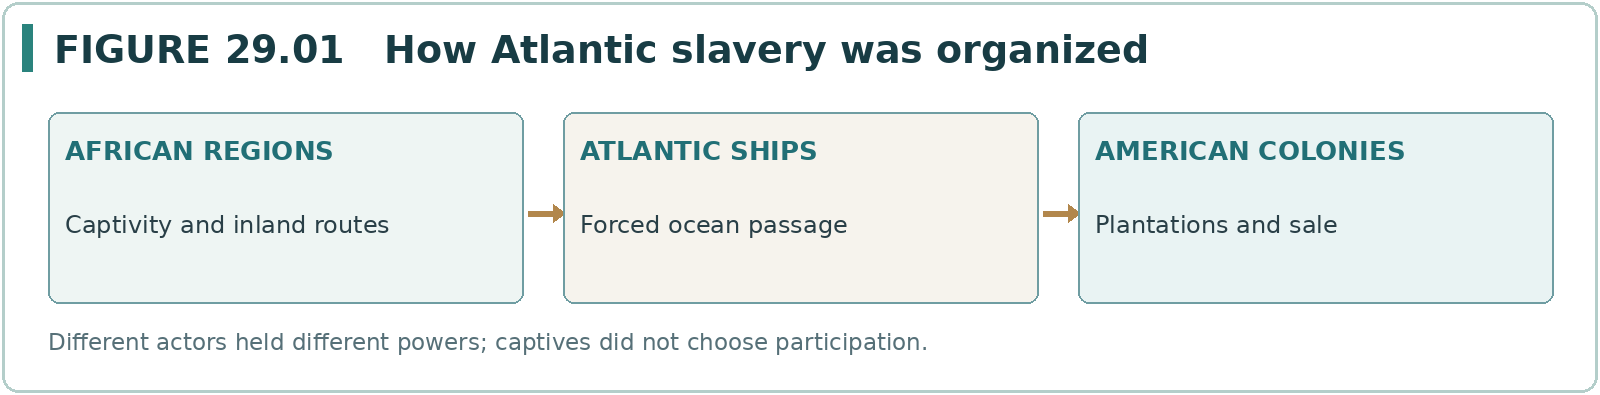 FIGURE 29.01 How Atlantic slavery was organized
AFRICAN REGIONS
Captivity and inland routes
ATLANTIC SHIPS
Forced ocean passage
AMERICAN COLONIES
Plantations and sale
Different actors held different powers; captives did not choose participation.